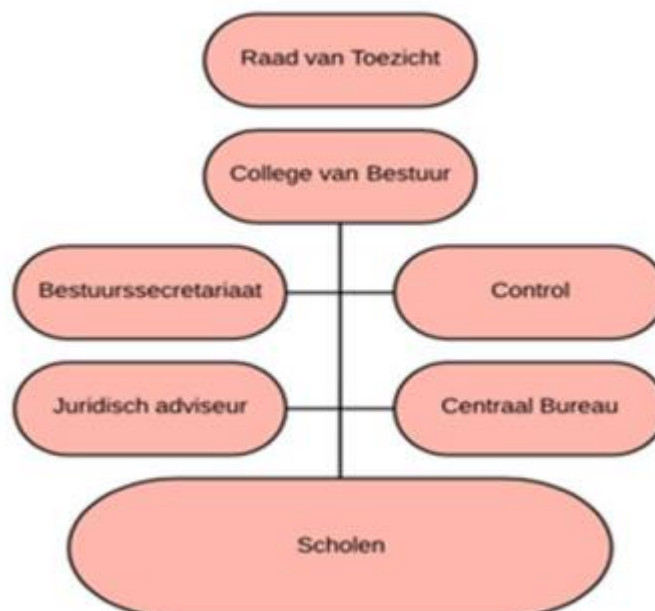 Raad van Toezicht
College van Bestuur
Bestuurssecretariaat
Control
Juridisch adviseur
Centraal Bureau
Scholen